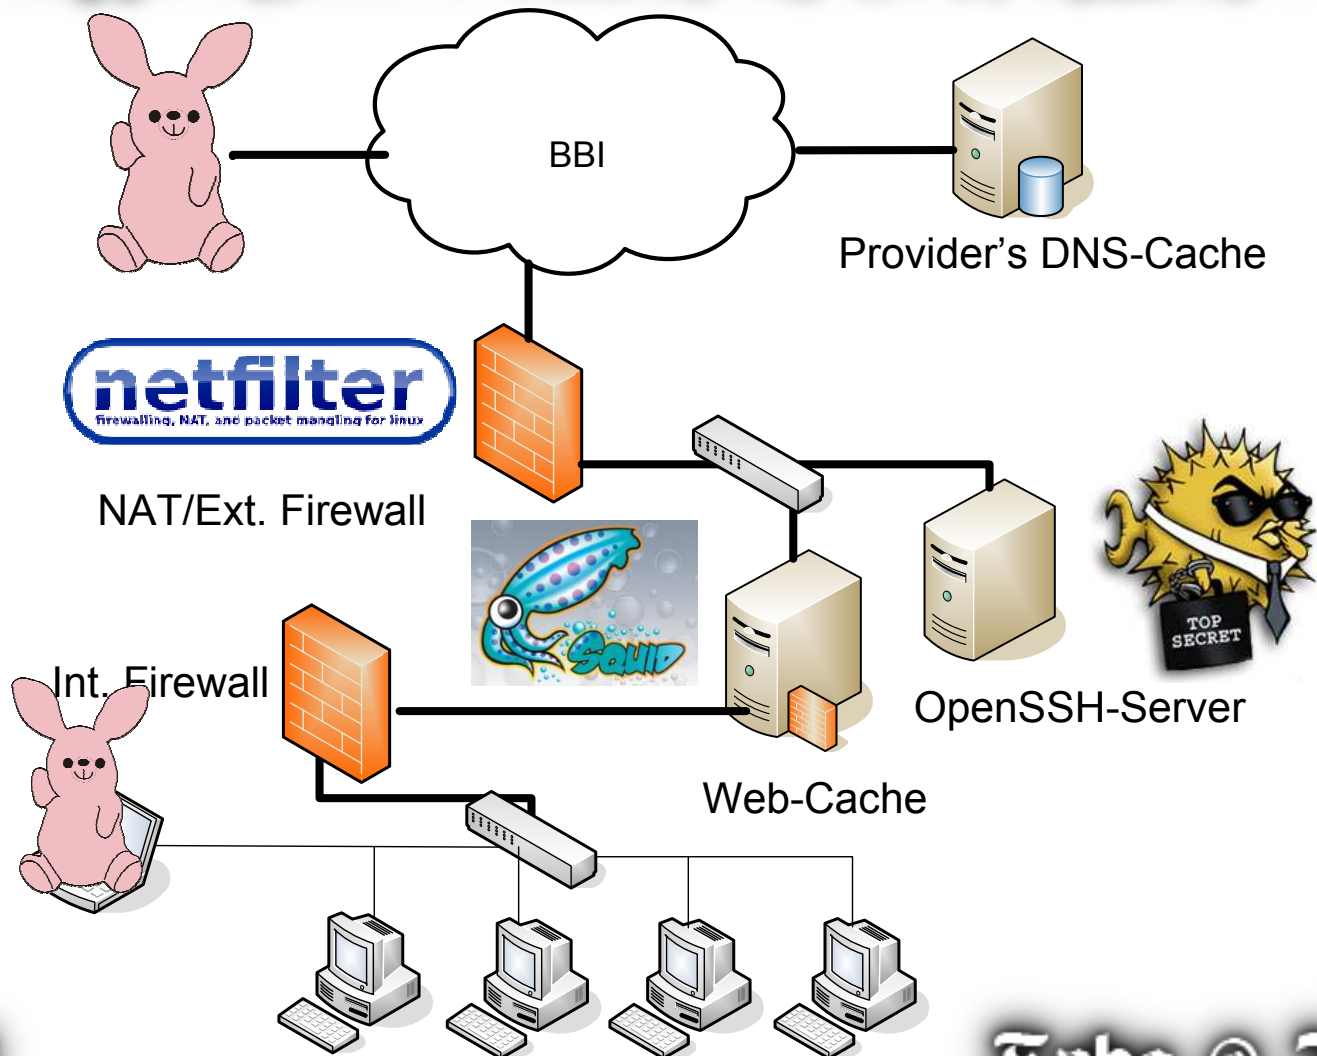 BBI
Provider's DNS-Cache
netfilter
firewalling, NAT, and packet mangling for linux
NAT/Ext. Firewall
SQUID
TOP
SECRET
Int. Firewall
OpenSSH-Server
Web-Cache